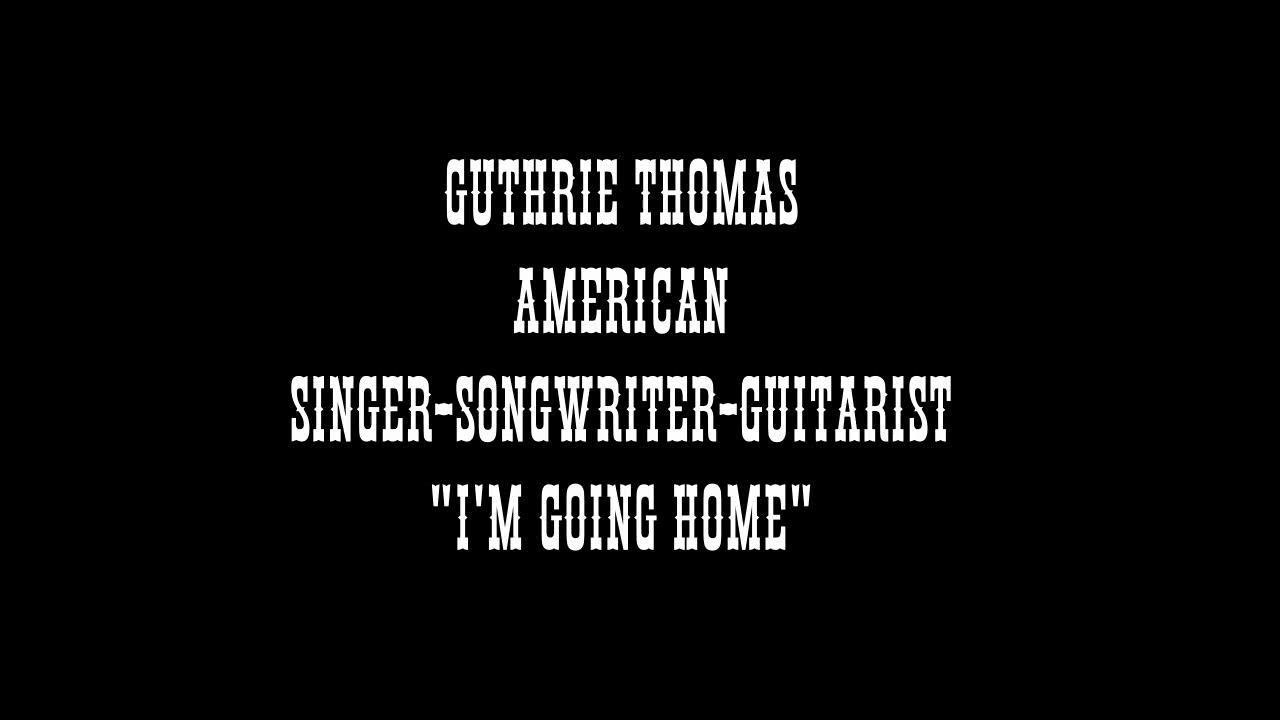 GUTHRIE THOMAS
AMERICAN
SINGER-SONGWRITER-GUITARIST
"I'M GOING HOME"